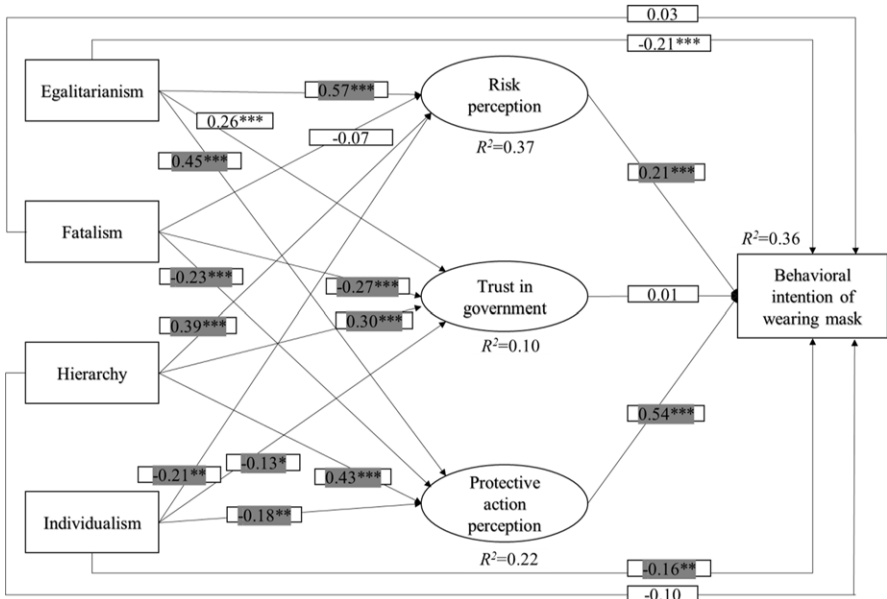 0.03
-0.21***
Egalitarianism
0.57***
Risk
perception
0.26***
-0.07
R²=0.37
0.45***
0.21***
Fatalism
R²=0.36
-0.23***
-0.27***
Trust in
government
0.01
Behavioral
intention of
wearing mask
0.39***
0.30***
R²=0.10
Hierarchy
0.54***
-0.21**
-0.13*
0.43***
Individualism
-0.18**
Protective
action
perception
R²=0.22
-0.16**
-0.10